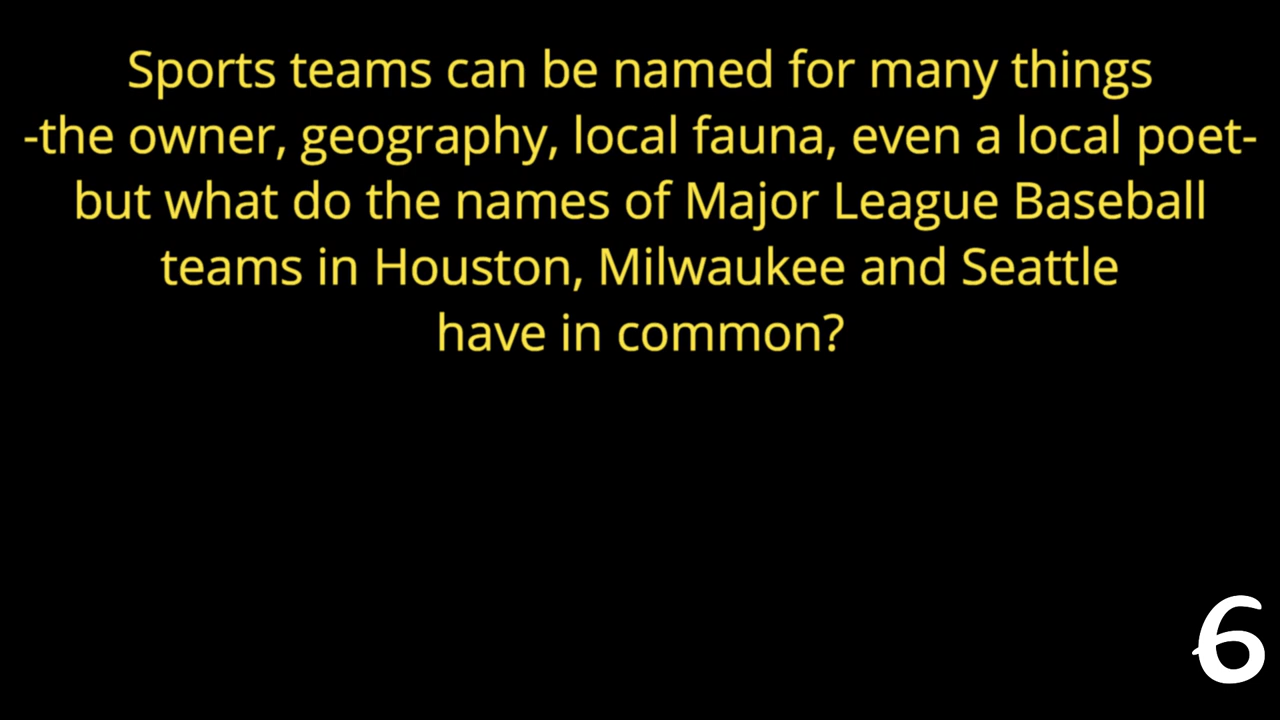 Sports teams can be named for many things
-the owner, geography, local fauna, even a local poet-
but what do the names of Major League Baseball
teams in Houston, Milwaukee and Seattle
have in common?
6